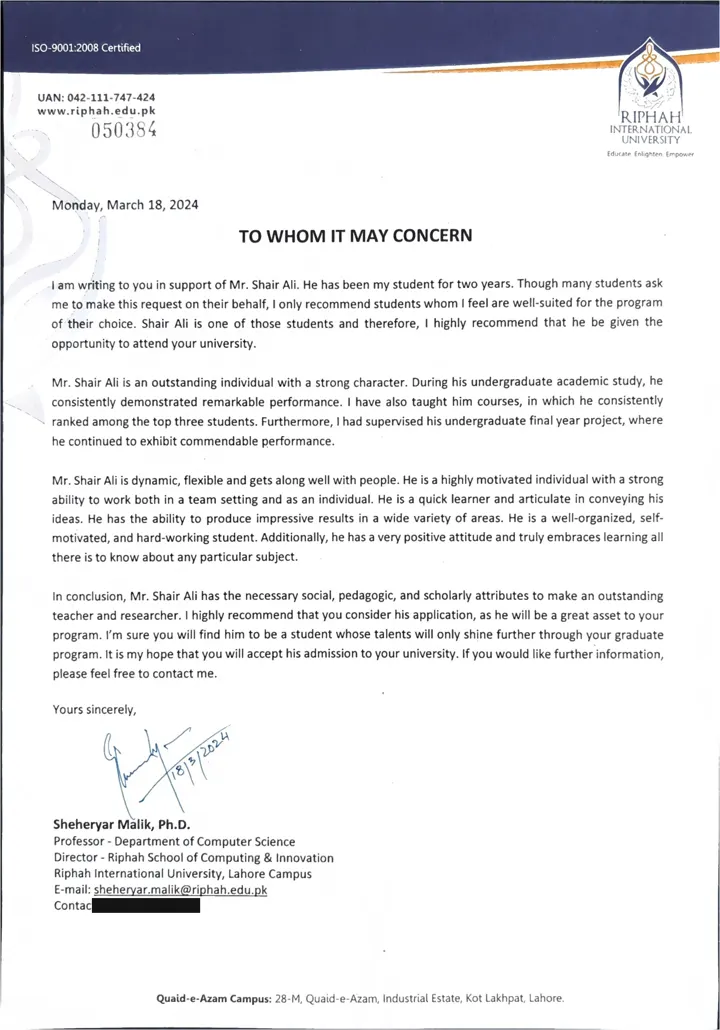 ISO-9001:2008 Certified
UAN: 042-111-747-424
www.riphah.edu.pk
050384
RIPHAH
INTERNATIONAL
UNIVERSITY
Educate Enlighten Empower
Monday, March 18, 2024
TO WHOM IT MAY CONCERN
I am writing to you in support of Mr. Shair Ali. He has been my student for two years. Though many students ask
me to make this request on their behalf, I only recommend students whom I feel are well-suited for the program
of their choice. Shair Ali is one of those students and therefore, I highly recommend that he be given the
opportunity to attend your university.
Mr. Shair Ali is an outstanding individual with a strong character. During his undergraduate academic study, he
consistently demonstrated remarkable performance. I have also taught him courses, in which he consistently
ranked among the top three students. Furthermore, I had supervised his undergraduate final year project, where
he continued to exhibit commendable performance.
Mr. Shair Ali is dynamic, flexible and gets along well with people. He is a highly motivated individual with a strong
ability to work both in a team setting and as an individual. He is a quick learner and articulate in conveying his
ideas. He has the ability to produce impressive results in a wide variety of areas. He is a well-organized, self-
motivated, and hard-working student. Additionally, he has a very positive attitude and truly embraces learning all
there is to know about any particular subject.
In conclusion, Mr. Shair Ali has the necessary social, pedagogic, and scholarly attributes to make an outstanding
teacher and researcher. I highly recommend that you consider his application, as he will be a great asset to your
program. I'm sure you will find him to be a student whose talents will only shine further through your graduate
program. It is my hope that you will accept his admission to your university. If you would like further information,
please feel free to contact me.
Yours sincerely,
18/3/2024
Sheheryar Malik, Ph.D.
Professor - Department of Computer Science
Director - Riphah School of Computing & Innovation
Riphah International University, Lahore Campus
E-mail: sheheryar.malik@riphah.edu.pk
Contac
Quaid-e-Azam Campus: 28-M, Quaid-e-Azam, Industrial Estate, Kot Lakhpat, Lahore.